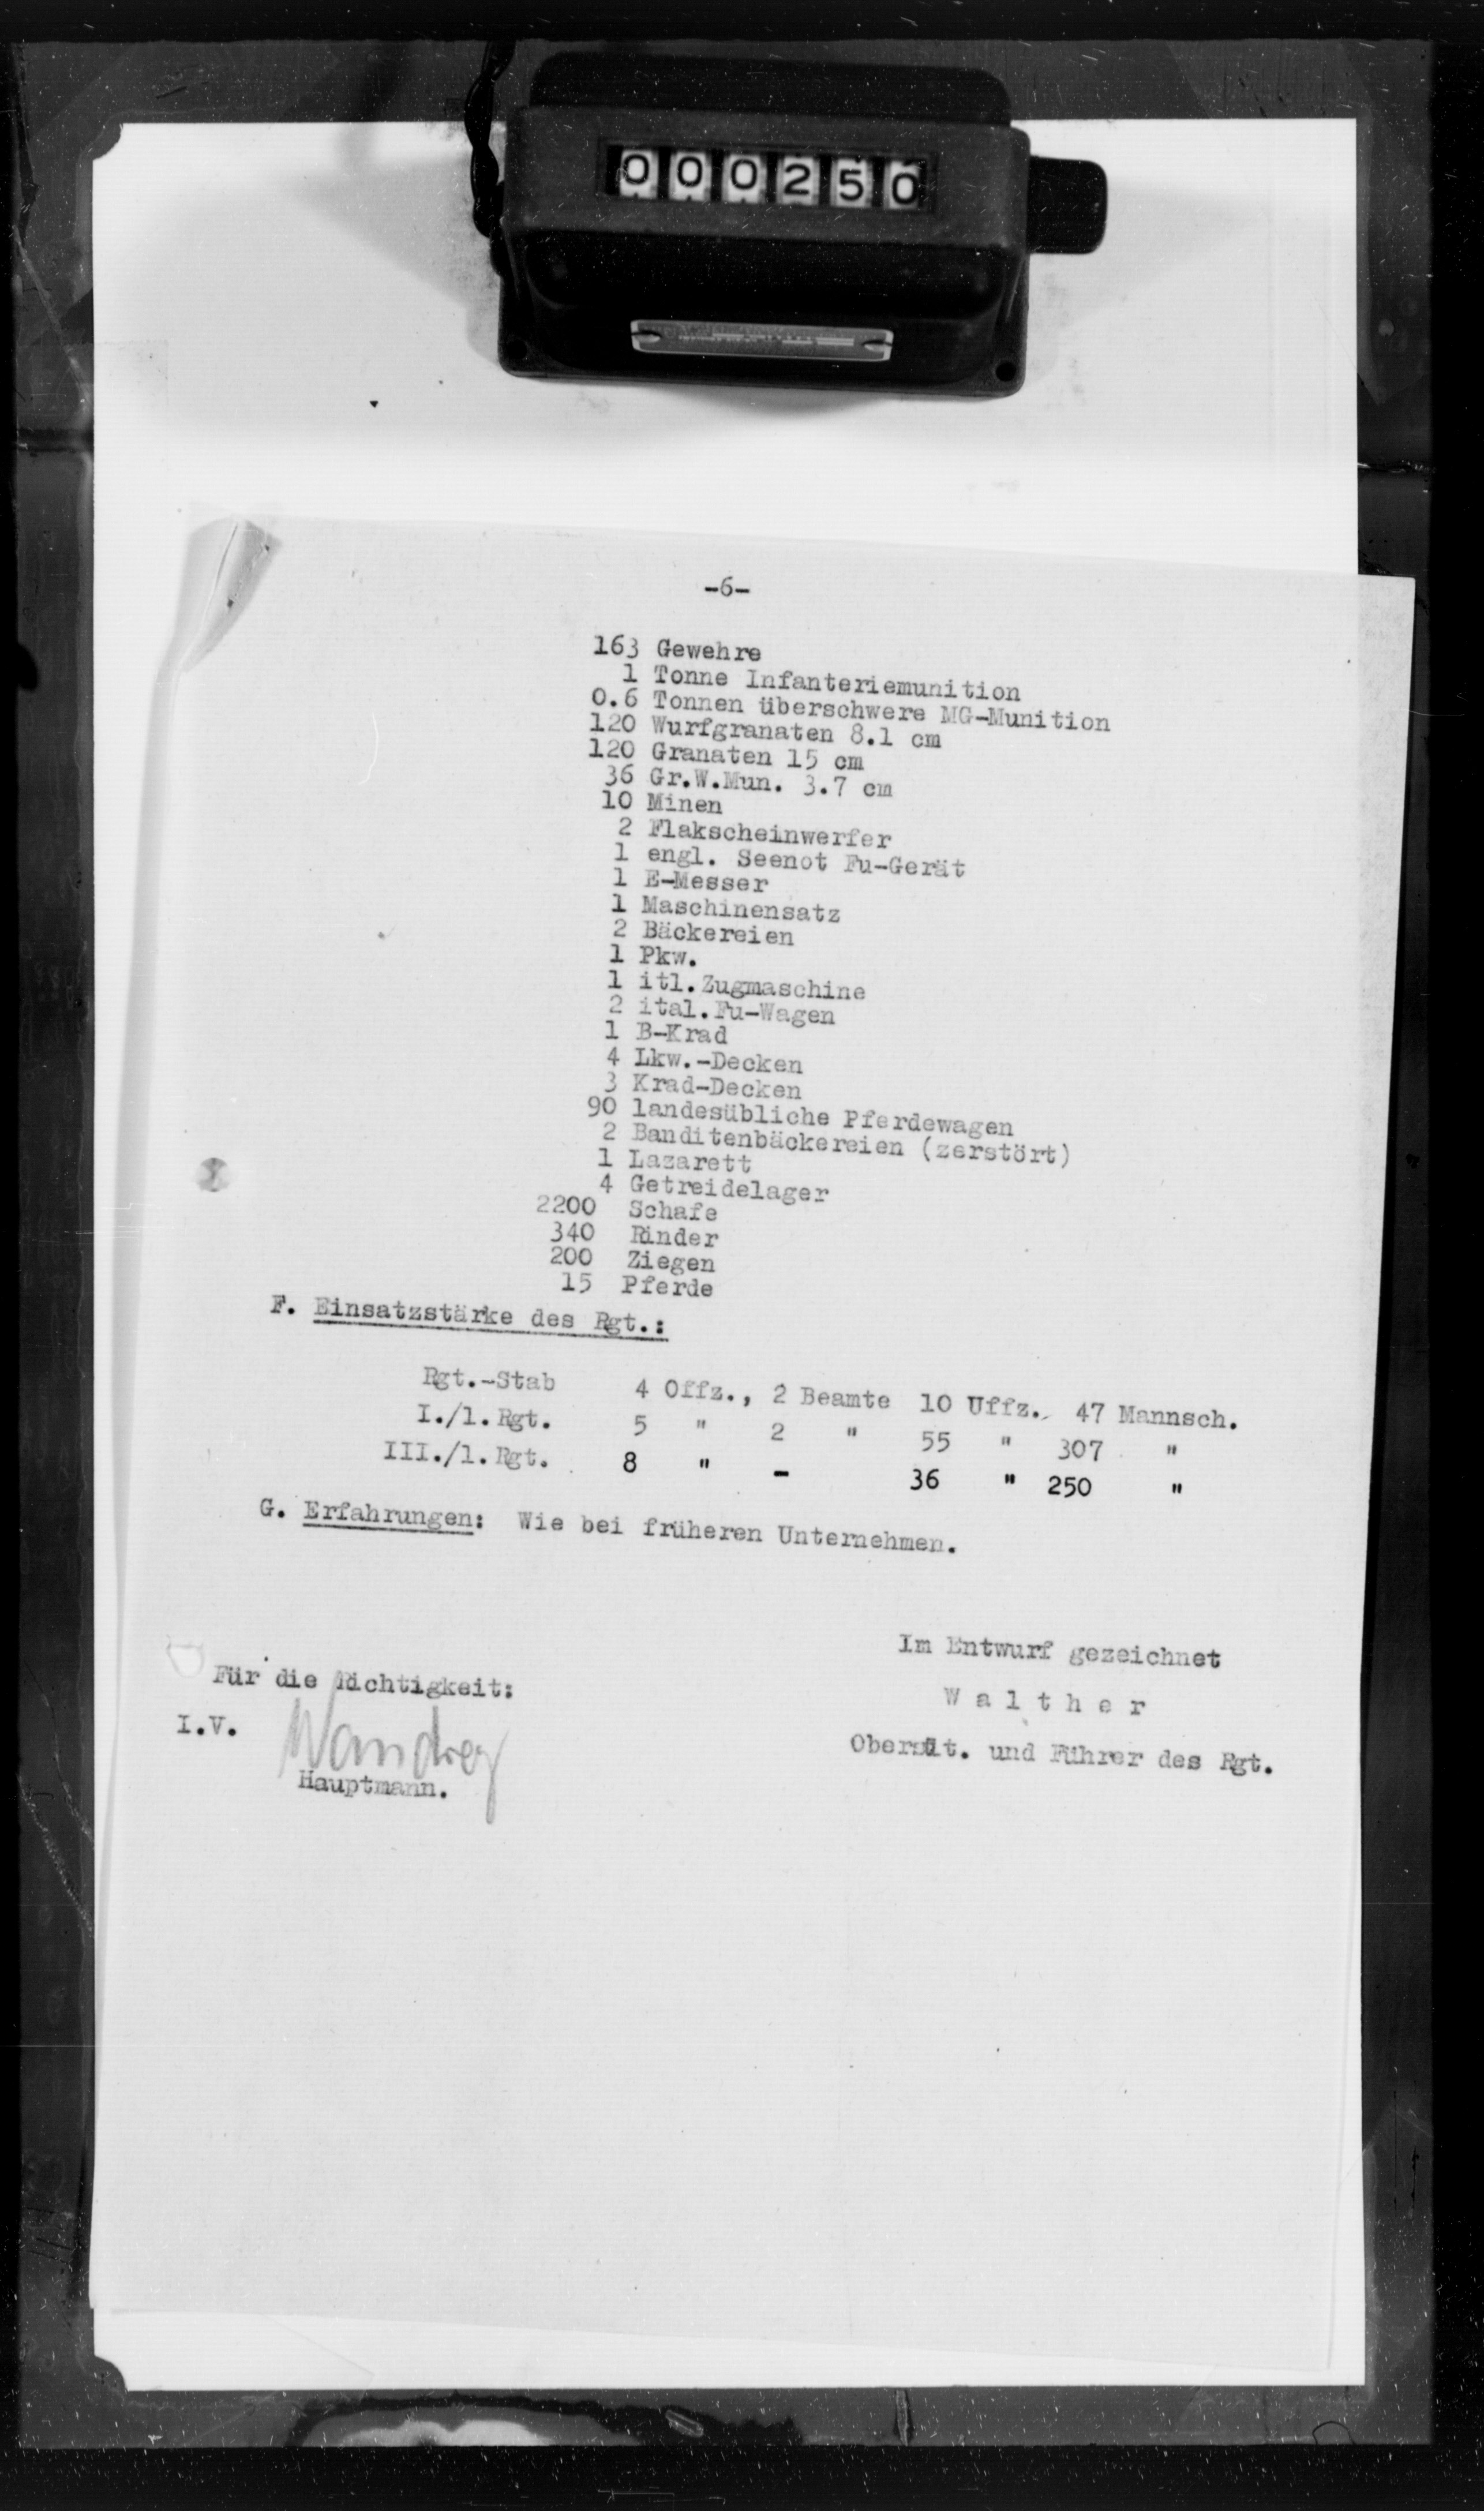 000250
-6-
163 Gewehre
1 Tonne Infanteriemunition
0.6 Tonnen überschwere MG-Munition
120 Wurfgranaten 8.1 cm
120 Granaten 15 cm
36 Gr.W.Mun. 3.7 cm
10 Minen
2 Flakscheinwerfer
1 engl. Seenot Fu-Gerät
1 E-Messer
1 Maschinensatz
2 Bäckereien
1 Pkw.
1 itl.Zugmaschine
2 ital.Fu-Wagen
1 B-Krad
4 Lkw.-Decken
3 Krad-Decken
90 landesübliche Pferdewagen
2 Banditenbäckereien (zerstört)
1 Lazarett
4 Getreidelager
2200 Schafe
340 Rinder
200 Ziegen
15 Pferde
F. Einsatzstärke des Rgt.:
Rgt.-Stab 4 Offz., 2 Beamte 10 Uffz., 47 Mannsch.
I./1.Rgt. 5 " 2 " 55 " 307 "
III./1.Rgt. 8 " - 36 " 250 "
G. Erfahrungen: Wie bei früheren Unternehmen.
Im Entwurf gezeichnet
Für die Richtigkeit:
W a l t h e r
I.V.
und Führer des Rgt.
Hauptmann.